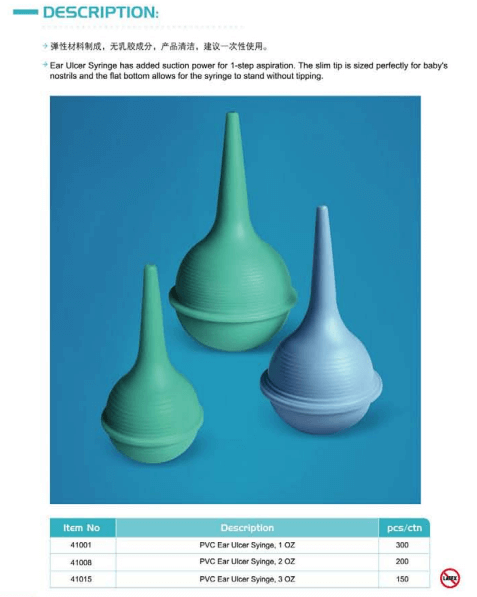 DESCRIPTION:
弹性材料制成，无乳胶成分，产品清洁，建议一次性使用。
Ear Ulcer Syringe has added suction power for 1-step aspiration. The slim tip is sized perfectly for baby's
nostrils and the flat bottom allows for the syringe to stand without tipping.
Item No Description pcs/ctn
41001 PVC Ear Ulcer Syinge, 1 OZ 300
41008 PVC Ear Ulcer Syinge, 2 OZ 200
41015 PVC Ear Ulcer Syinge, 3 OZ 150
LATEX